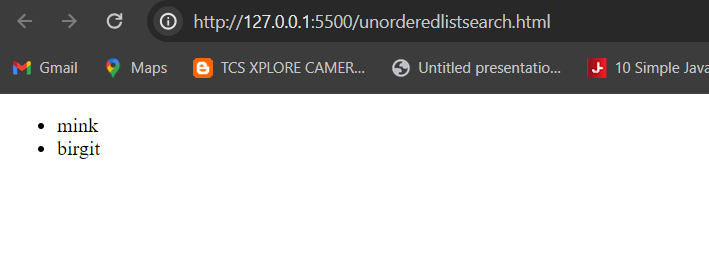 http://127.0.0.1:5500/unorderedlistsearch.html
Gmail Maps TCS XPLORE CAMER... Untitled presentatio... 10 Simple Java
mink
birgit